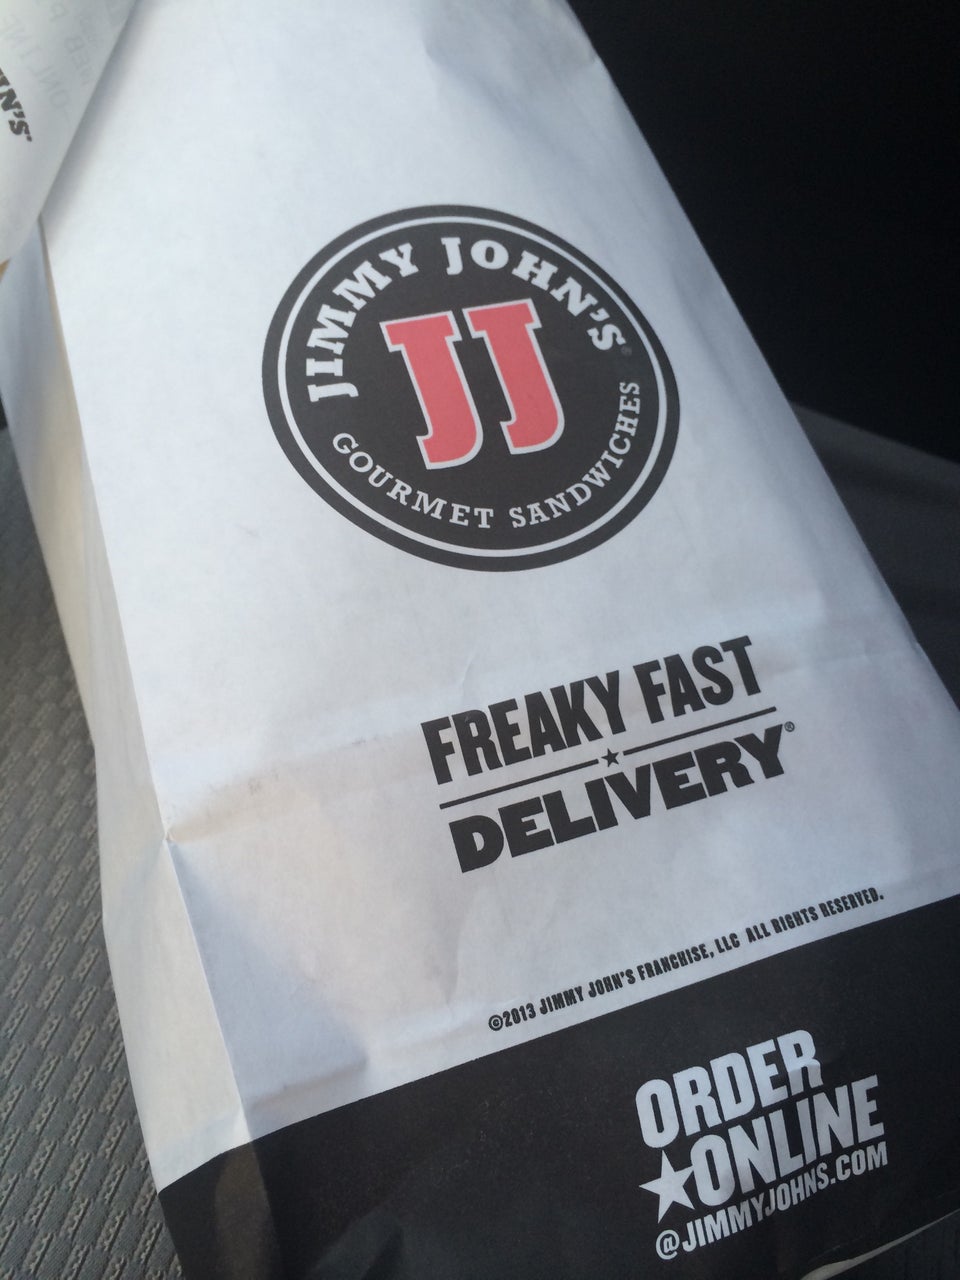 IN'S
JIMMY JOHN'S®
JJ
GOURMET SANDWICHES
FREAKY FAST
DELIVERY®
©2013 JIMMY JOHN'S FRANCHISE, LLC ALL RIGHTS RESERVED.
ORDER
ONLINE
@JIMMYJOHNS.COM